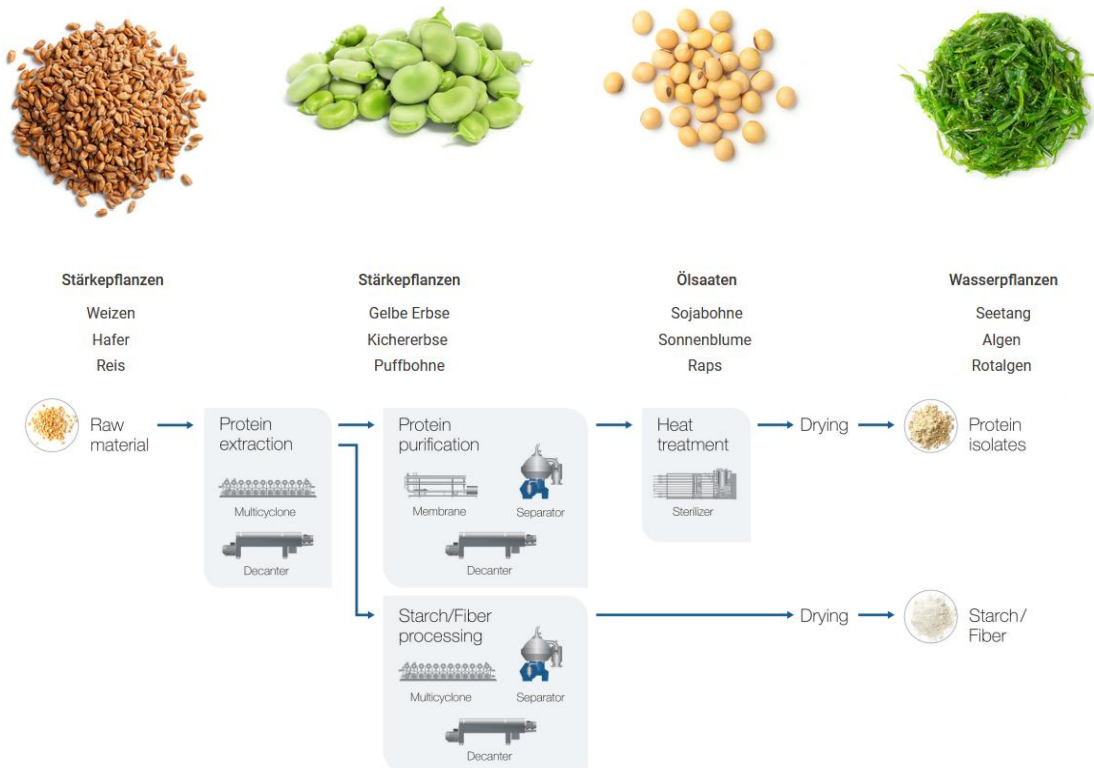 Stärkepflanzen
Weizen
Hafer
Reis
Stärkepflanzen
Gelbe Erbse
Kichererbse
Puffbohne
Ölsaaten
Sojabohne
Sonnenblume
Raps
Wasserpflanzen
Seetang
Algen
Rotalgen
Raw
material
Protein
extraction
Multicyclone
Decanter
Protein
purification
Membrane
Separator
Decanter
Heat
treatment
Sterilizer
Drying
Protein
isolates
Starch/Fiber
processing
Multicyclone
Separator
Decanter
Drying
Starch/
Fiber